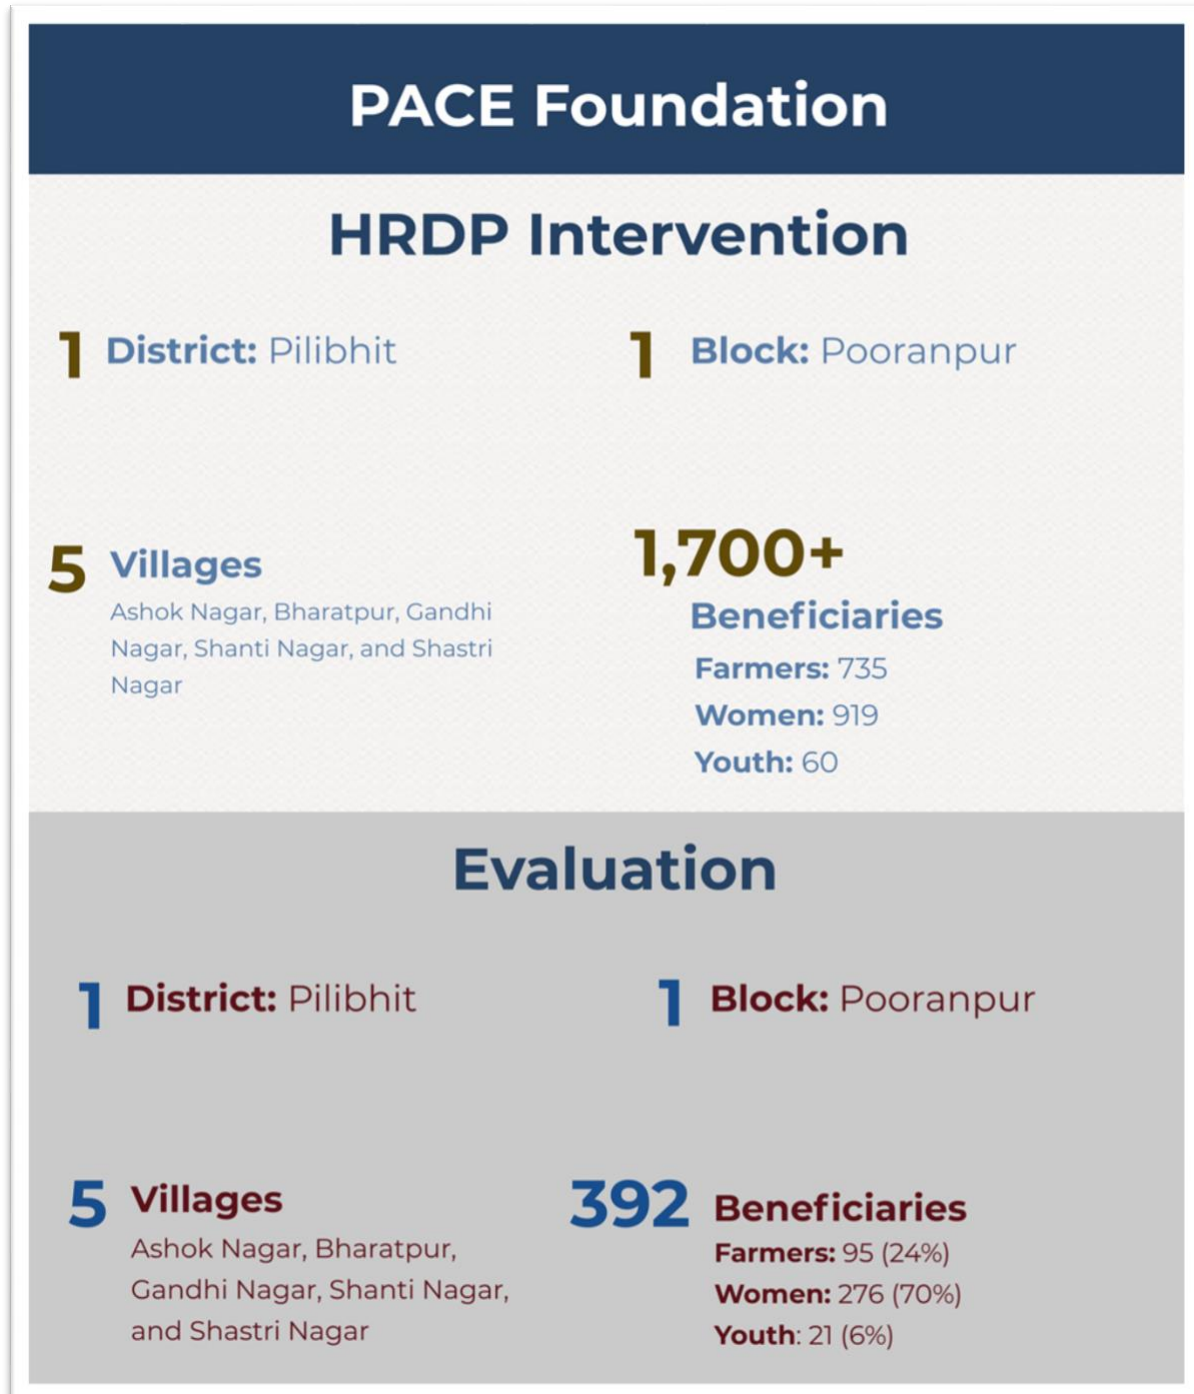 PACE Foundation
HRDP Intervention
1 District: Pilibhit
1 Block: Pooranpur
5 Villages
Ashok Nagar, Bharatpur, Gandhi
Nagar, Shanti Nagar, and Shastri
Nagar
1,700+
Beneficiaries
Farmers: 735
Women: 919
Youth: 60
Evaluation
1 District: Pilibhit
1 Block: Pooranpur
5 Villages
Ashok Nagar, Bharatpur,
Gandhi Nagar, Shanti Nagar,
and Shastri Nagar
392 Beneficiaries
Farmers: 95 (24%)
Women: 276 (70%)
Youth: 21 (6%)